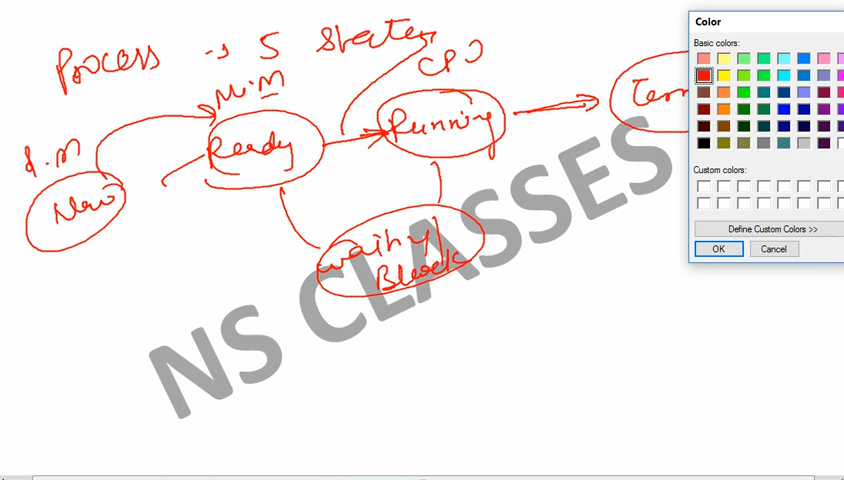 Process → 5 States
M.M
CPU
Ready
Running
Term
S.M
New
waiting
Block
NS CLASSES
Color
Basic colors:
Custom colors:
Define Custom Colors >>
OK
Cancel